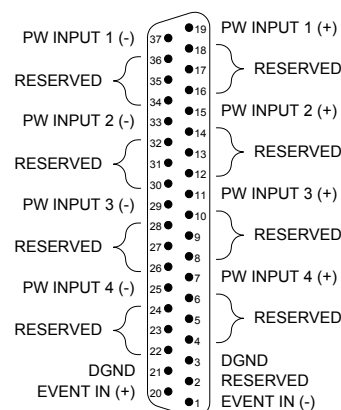 PW INPUT 1 (-)
37
19
PW INPUT 1 (+)
RESERVED
36
35
34
18
17
16
RESERVED
PW INPUT 2 (-)
33
15
PW INPUT 2 (+)
RESERVED
32
31
30
14
13
12
RESERVED
PW INPUT 3 (-)
29
11
PW INPUT 3 (+)
RESERVED
28
27
26
10
9
8
RESERVED
PW INPUT 4 (-)
25
7
PW INPUT 4 (+)
RESERVED
24
23
22
6
5
4
RESERVED
DGND
21
3
DGND
EVENT IN (+)
20
2
RESERVED
1
EVENT IN (-)